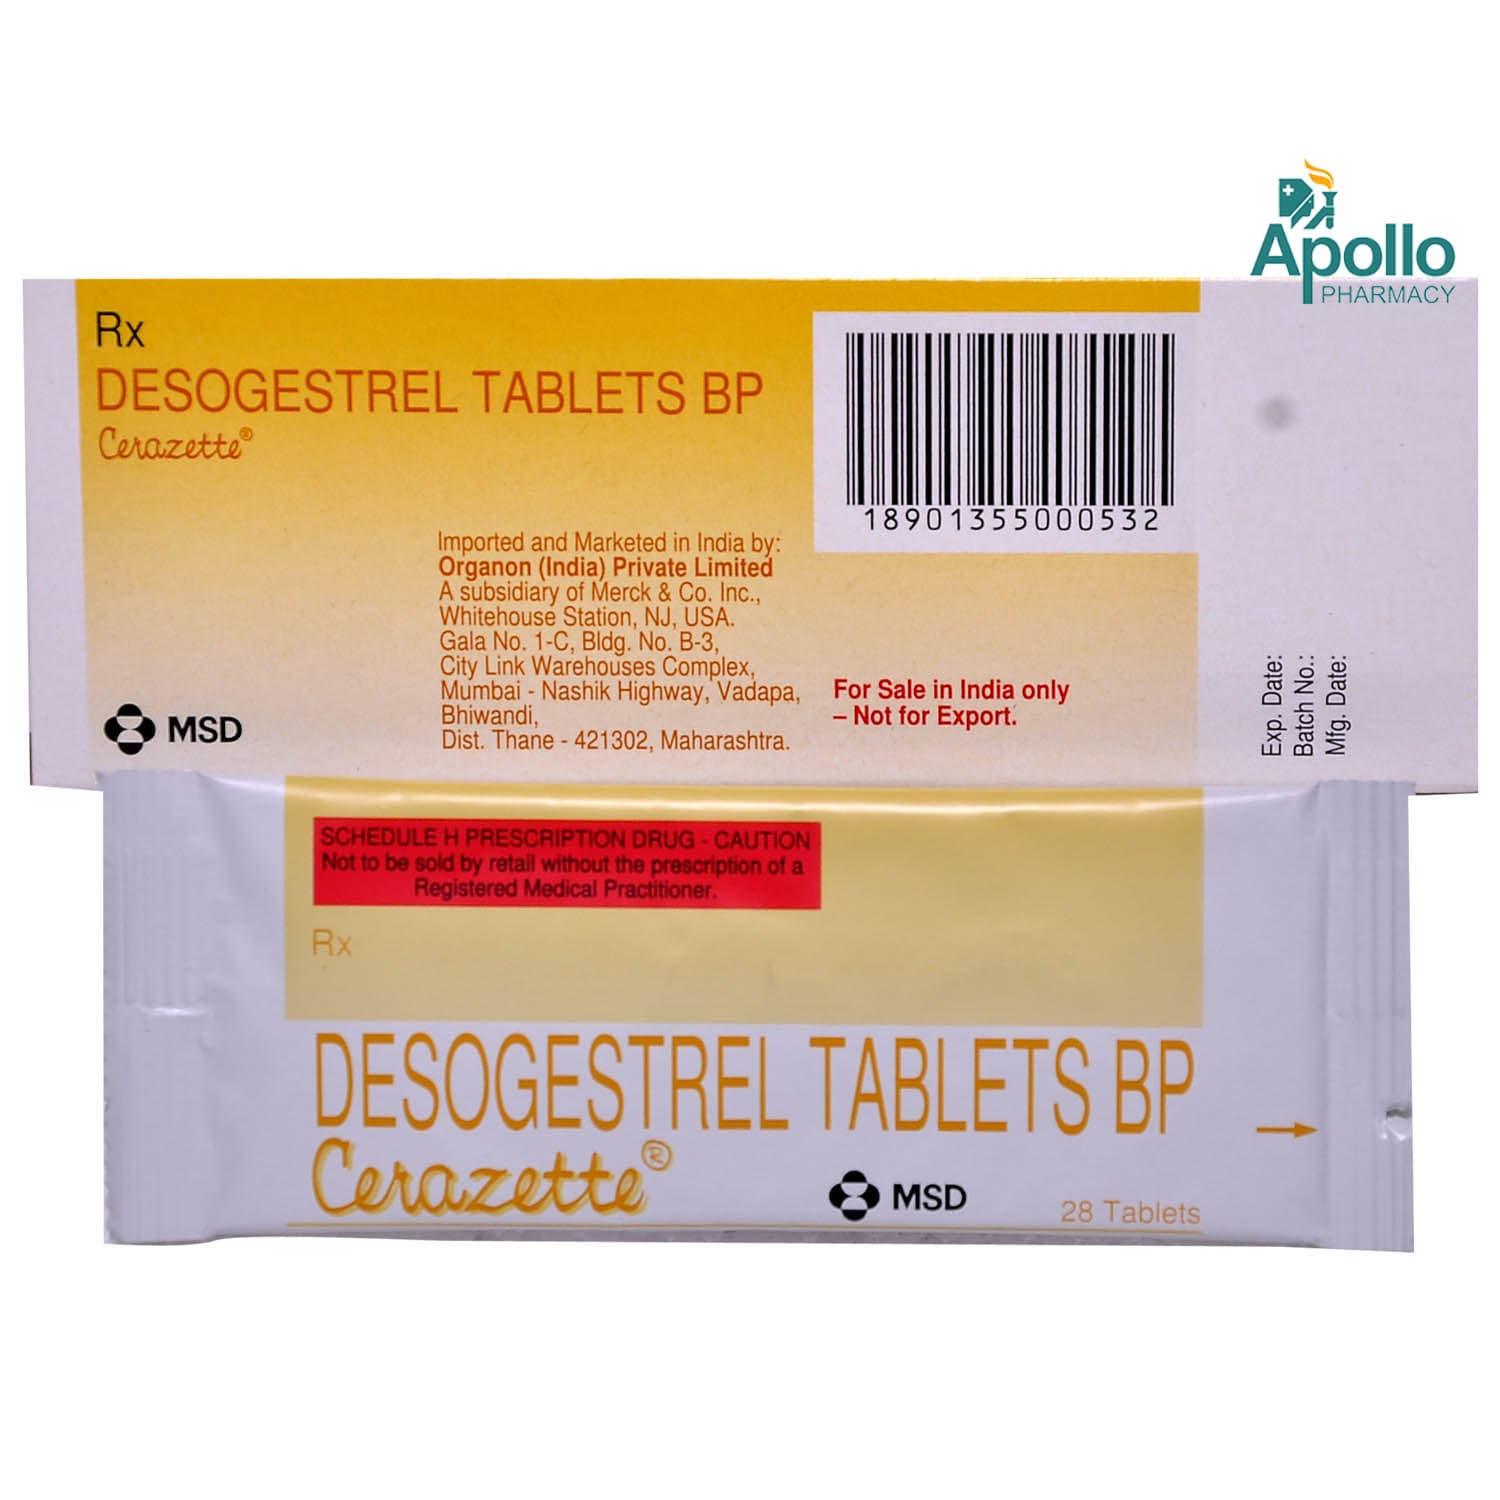 Apollo
PHARMACY
Rx
DESOGESTREL TABLETS BP
Cerazette®
18901355000532
Imported and Marketed in India by:
Organon (India) Private Limited
A subsidiary of Merck & Co. Inc.,
Whitehouse Station, NJ, USA.
Gala No. 1-C, Bldg. No. B-3,
City Link Warehouses Complex,
Mumbai - Nashik Highway, Vadapa,
Bhiwandi,
Dist. Thane - 421302, Maharashtra.
For Sale in India only
– Not for Export.
MSD
Exp. Date:
Batch No.:
Mfg. Date:
SCHEDULE H PRESCRIPTION DRUG - CAUTION
Not to be sold by retail without the prescription of a
Registered Medical Practitioner.
Rx
DESOGESTREL TABLETS BP
Cerazette®
MSD
28 Tablets